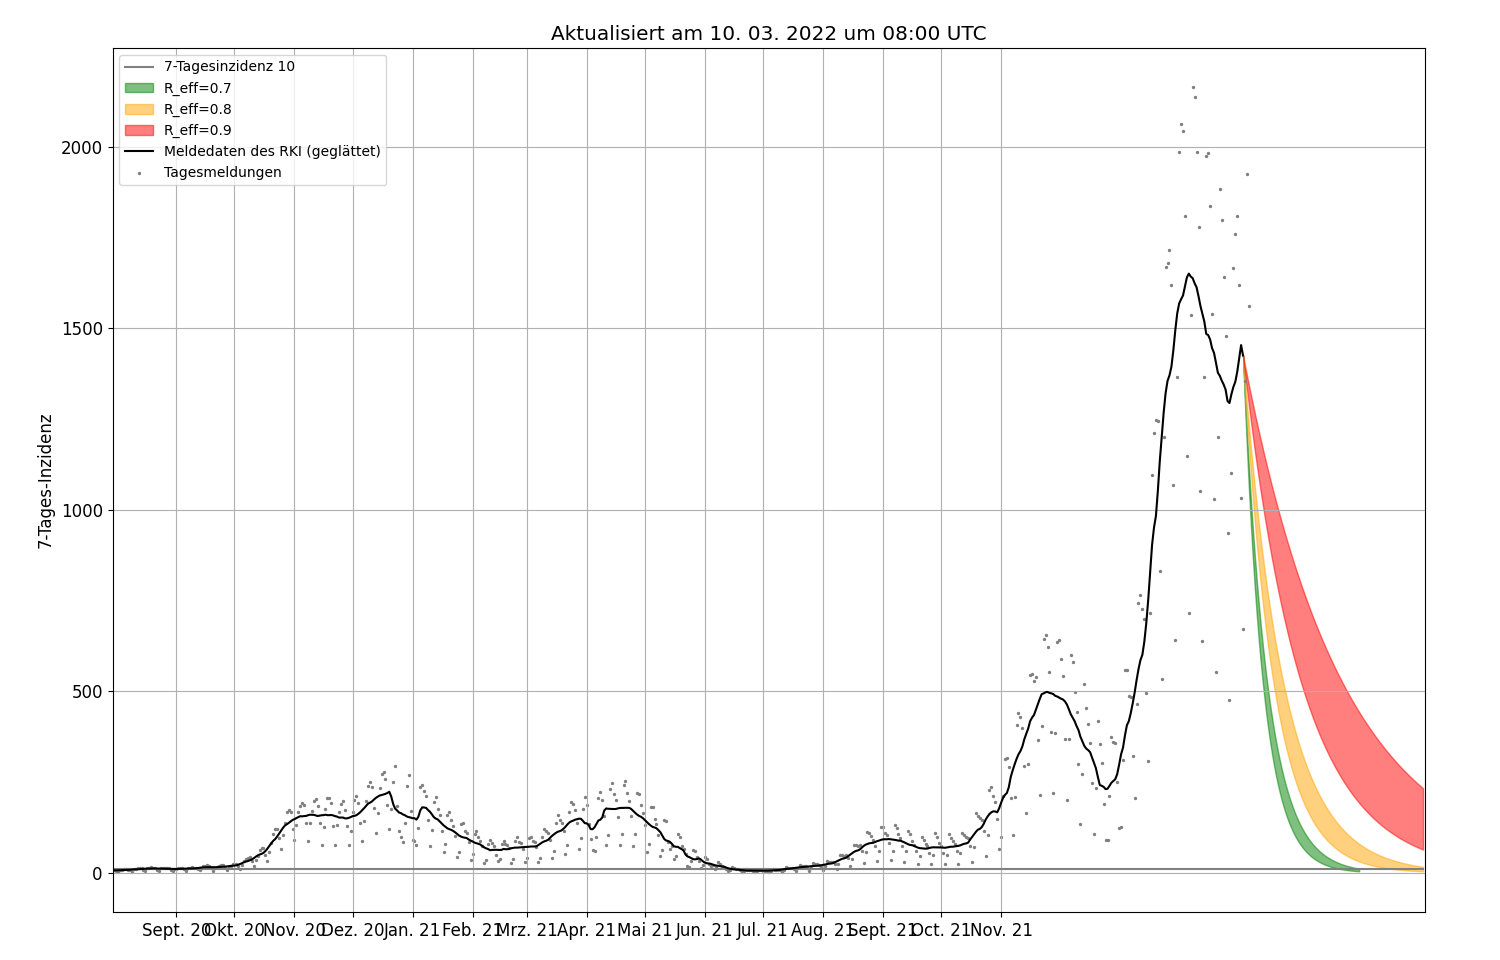 Aktualisiert am 10. 03. 2022 um 08:00 UTC
7-Tagesinzidenz 10
R_eff=0.7
R_eff=0.8
R_eff=0.9
Meldedaten des RKI (geglättet)
Tagesmeldungen
7-Tages-Inzidenz
2000
1500
1000
500
0
Sept. 20 Okt. 20 Nov. 20 Dez. 20 Jan. 21 Feb. 21 Mrz. 21 Apr. 21 Mai 21 Jun. 21 Jul. 21 Aug. 21 Sept. 21 Oct. 21 Nov. 21